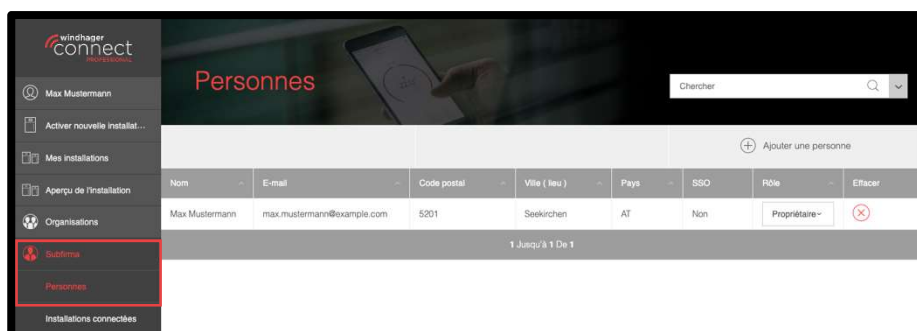 windhager
connect
PROFESSIONAL
Personnes
Chercher
Max Mustermann
Activer nouvelle installat...
Mes installations
Aperçu de l'installation
Organisations
Subfirma
Personnes
Installations connectées
Ajouter une personne
Nom E-mail Code postal Ville ( lieu ) Pays SSO Rôle Effacer
Max Mustermann max.mustermann@example.com 5201 Seekirchen AT Non Propriétaire
1 Jusqu'à 1 De 1